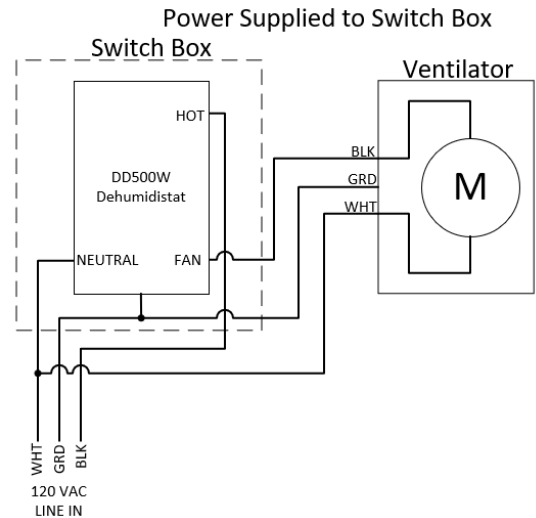 Power Supplied to Switch Box
Switch Box
Ventilator
HOT
DD500W
Dehumidistat
NEUTRAL
FAN
BLK
GRD
WHT
M
WHT
GRD
BLK
120 VAC
LINE IN